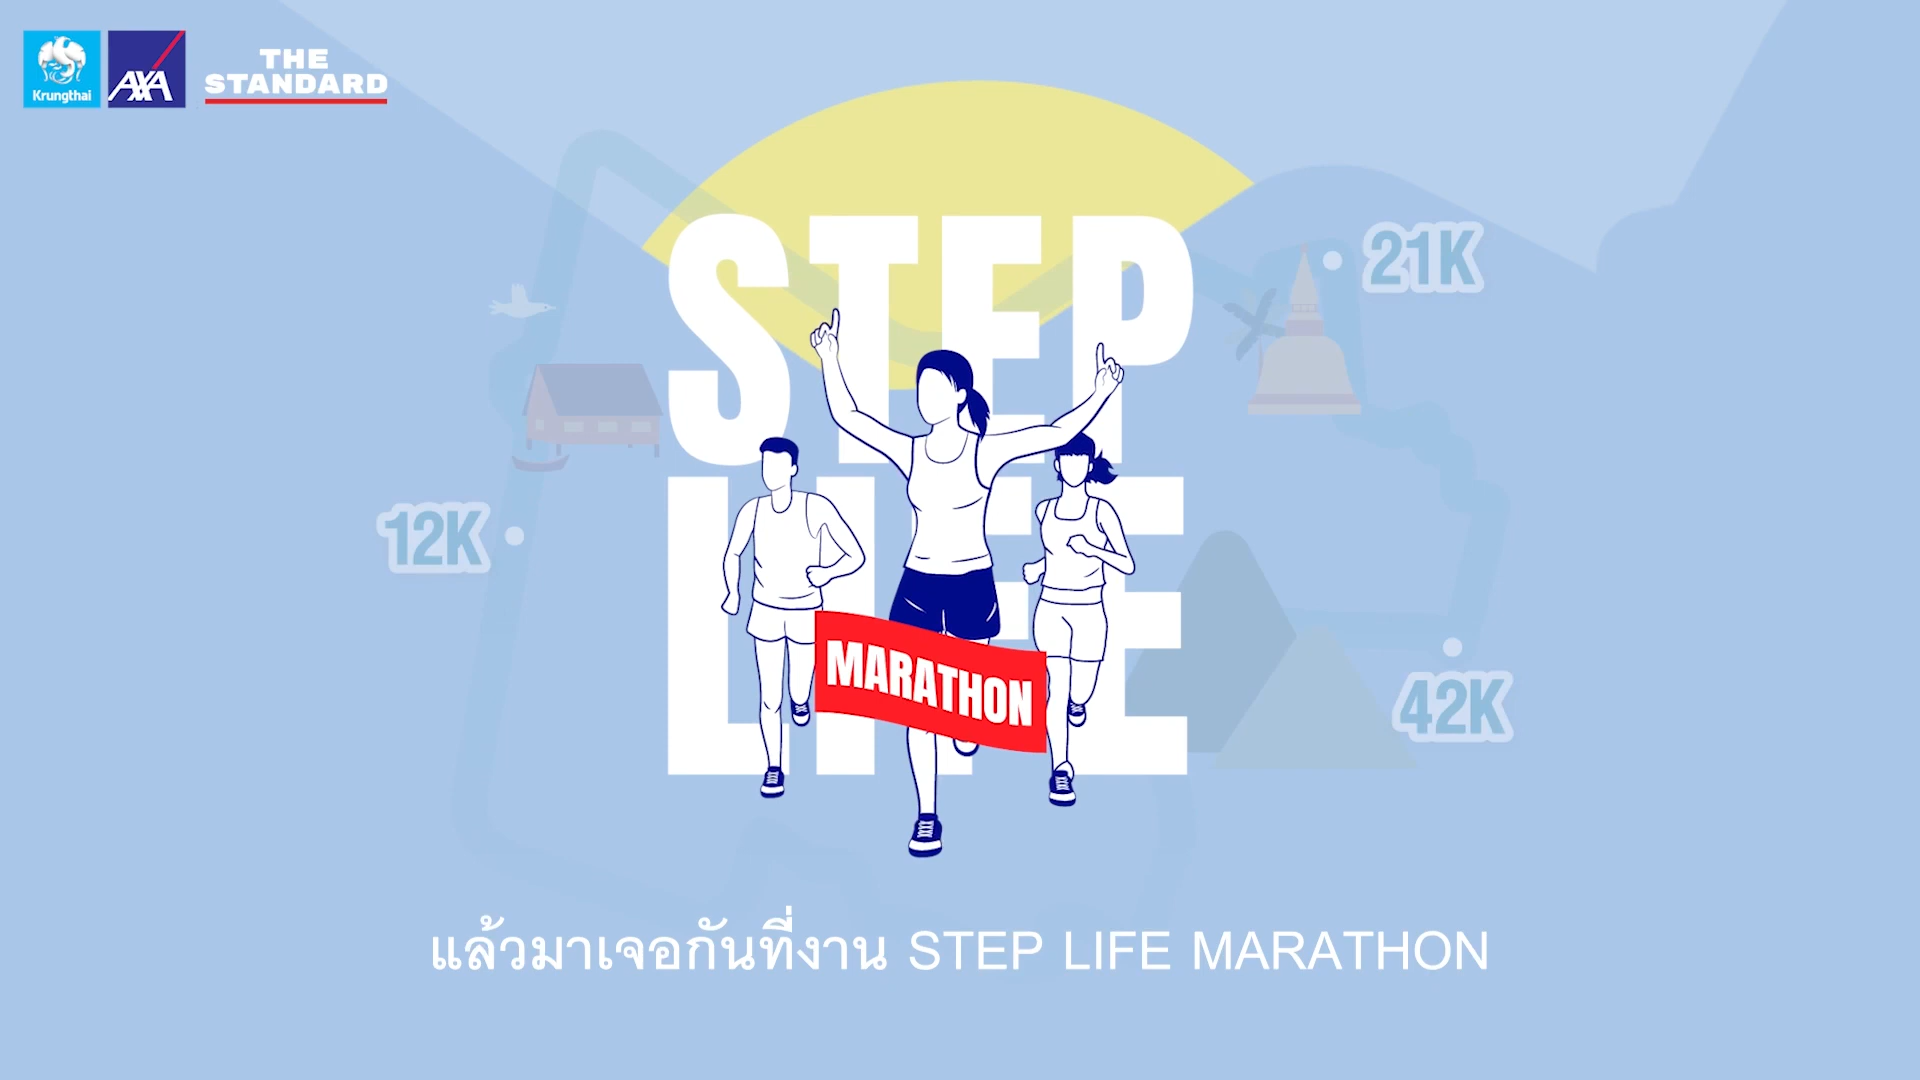 Krungthai
AXA
THE
STANDARD
STEP
LIFE
MARATHON
21K
12K
42K
แล้วมาเจอกันที่งาน STEP LIFE MARATHON